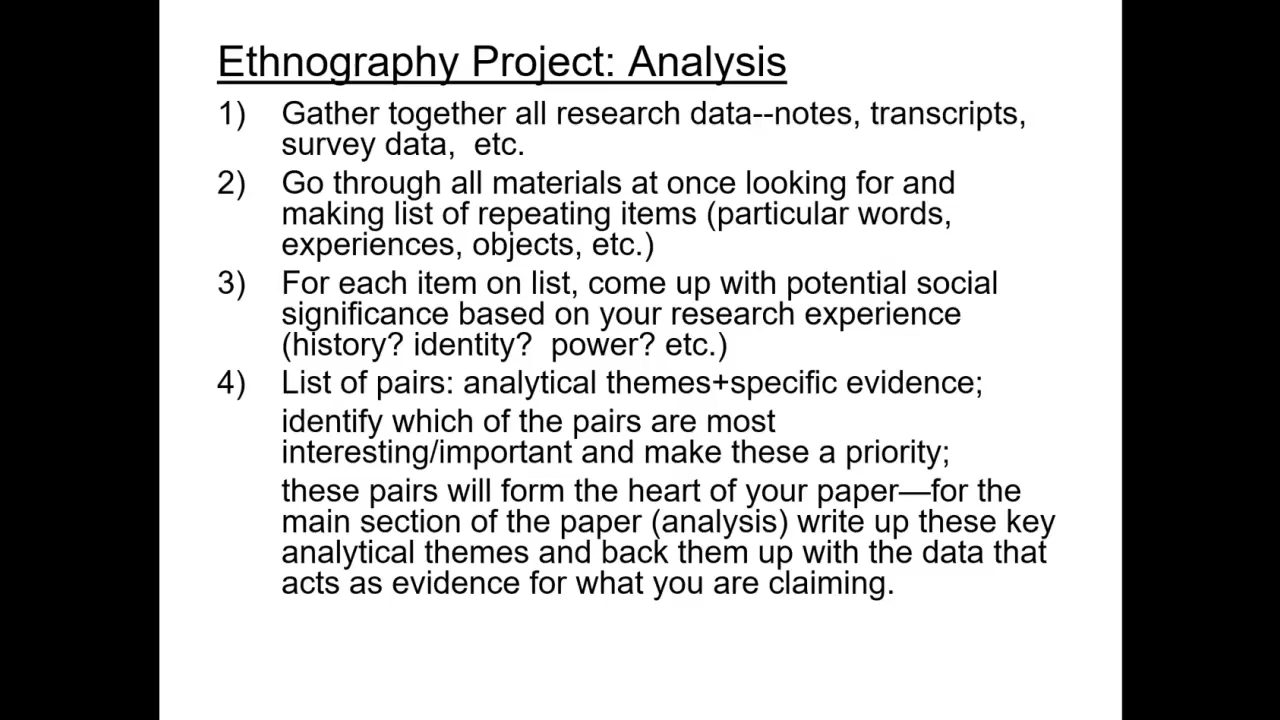 Ethnography Project: Analysis
1) Gather together all research data--notes, transcripts,
survey data,  etc.
2) Go through all materials at once looking for and
making list of repeating items (particular words,
experiences, objects, etc.)
3) For each item on list, come up with potential social
significance based on your research experience
(history? identity?  power? etc.)
4) List of pairs: analytical themes+specific evidence;
identify which of the pairs are most
interesting/important and make these a priority;
these pairs will form the heart of your paper—for the
main section of the paper (analysis) write up these key
analytical themes and back them up with the data that
acts as evidence for what you are claiming.